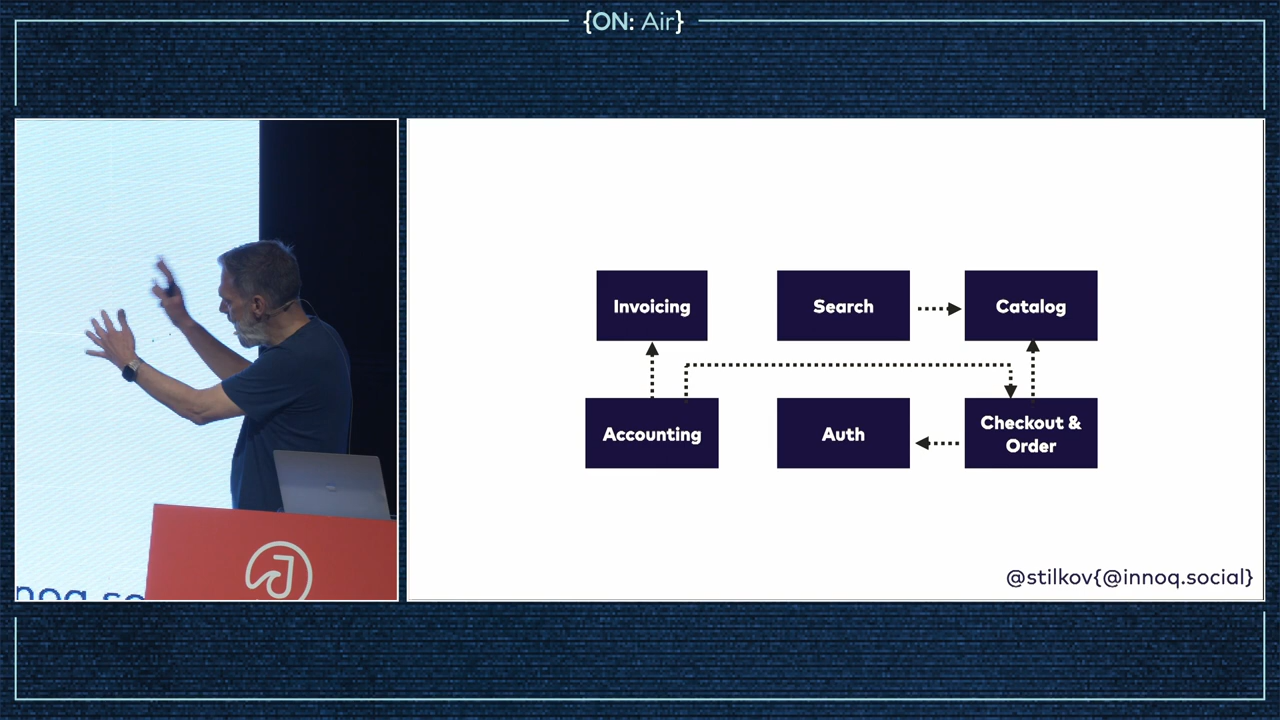 {ON: Air}
Invoicing
Search
Catalog
Accounting
Auth
Checkout &
Order
@stilkov{@innoq.social}